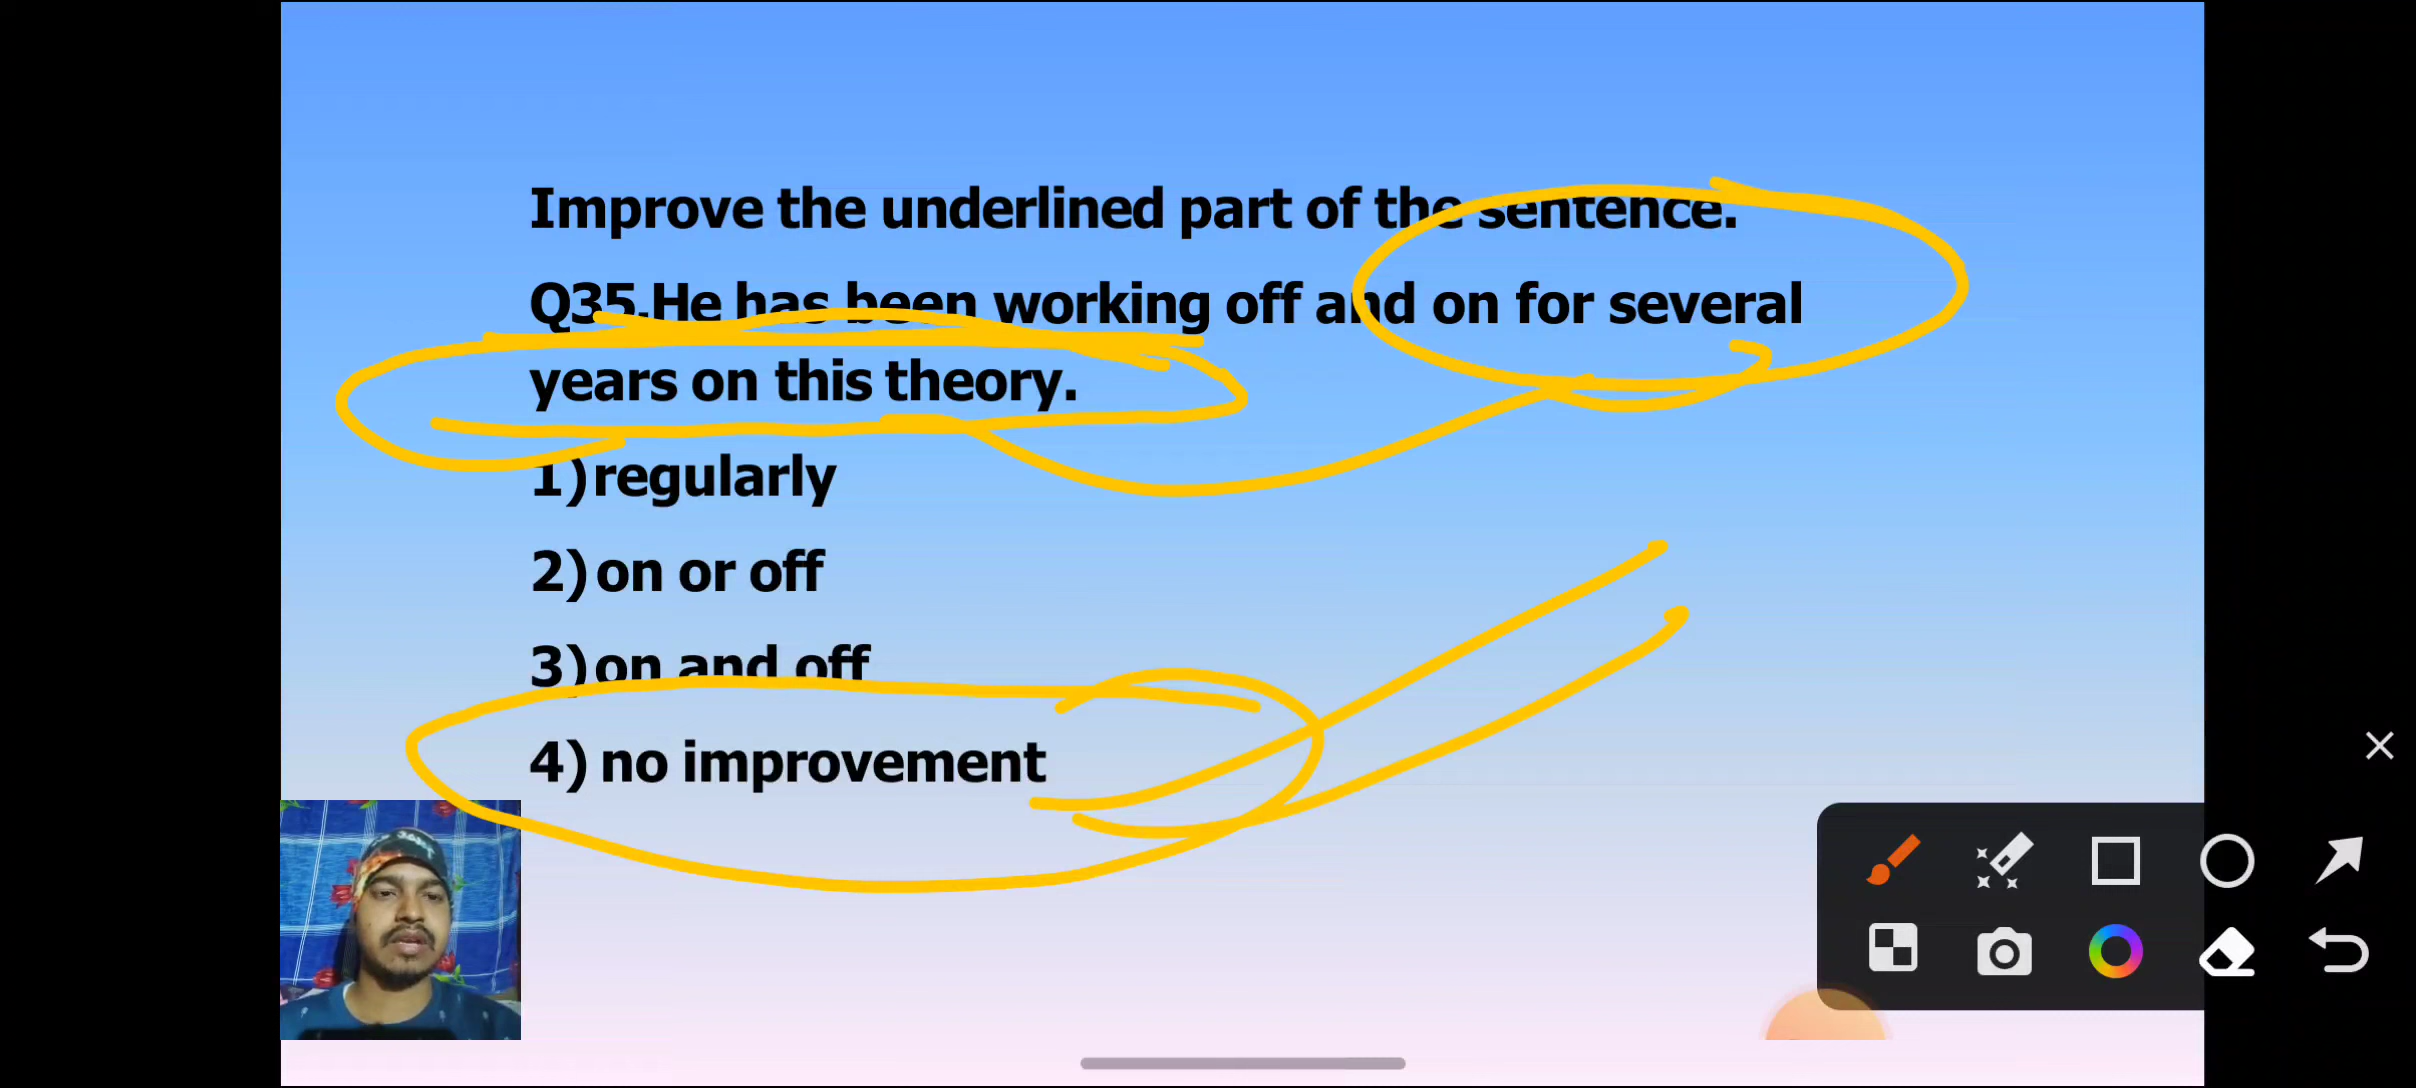 Improve the underlined part of the sentence.
Q35.He has been working off and on for several
years on this theory.
1) regularly
2) on or off
3) on and off
4) no improvement